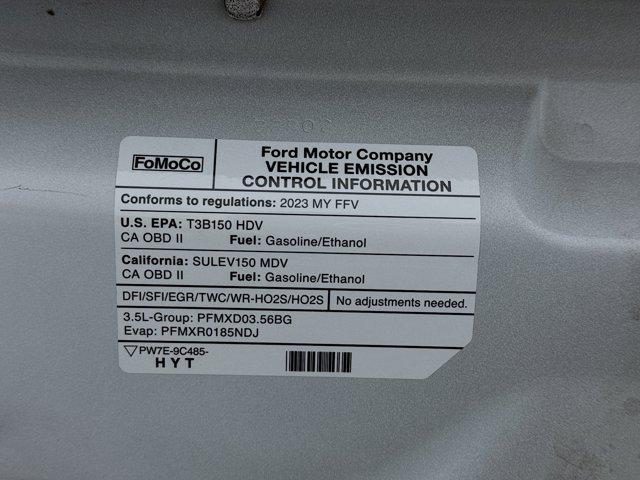 FoMoCo
Ford Motor Company
VEHICLE EMISSION
CONTROL INFORMATION
Conforms to regulations: 2023 MY FFV
U.S. EPA: T3B150 HDV
CA OBD II Fuel: Gasoline/Ethanol
California: SULEV150 MDV
CA OBD II Fuel: Gasoline/Ethanol
DFI/SFI/EGR/TWC/WR-HO2S/HO2S No adjustments needed.
3.5L-Group: PFMXD03.56BG
Evap: PFMXR0185NDJ
PW7E-9C485-
HYT